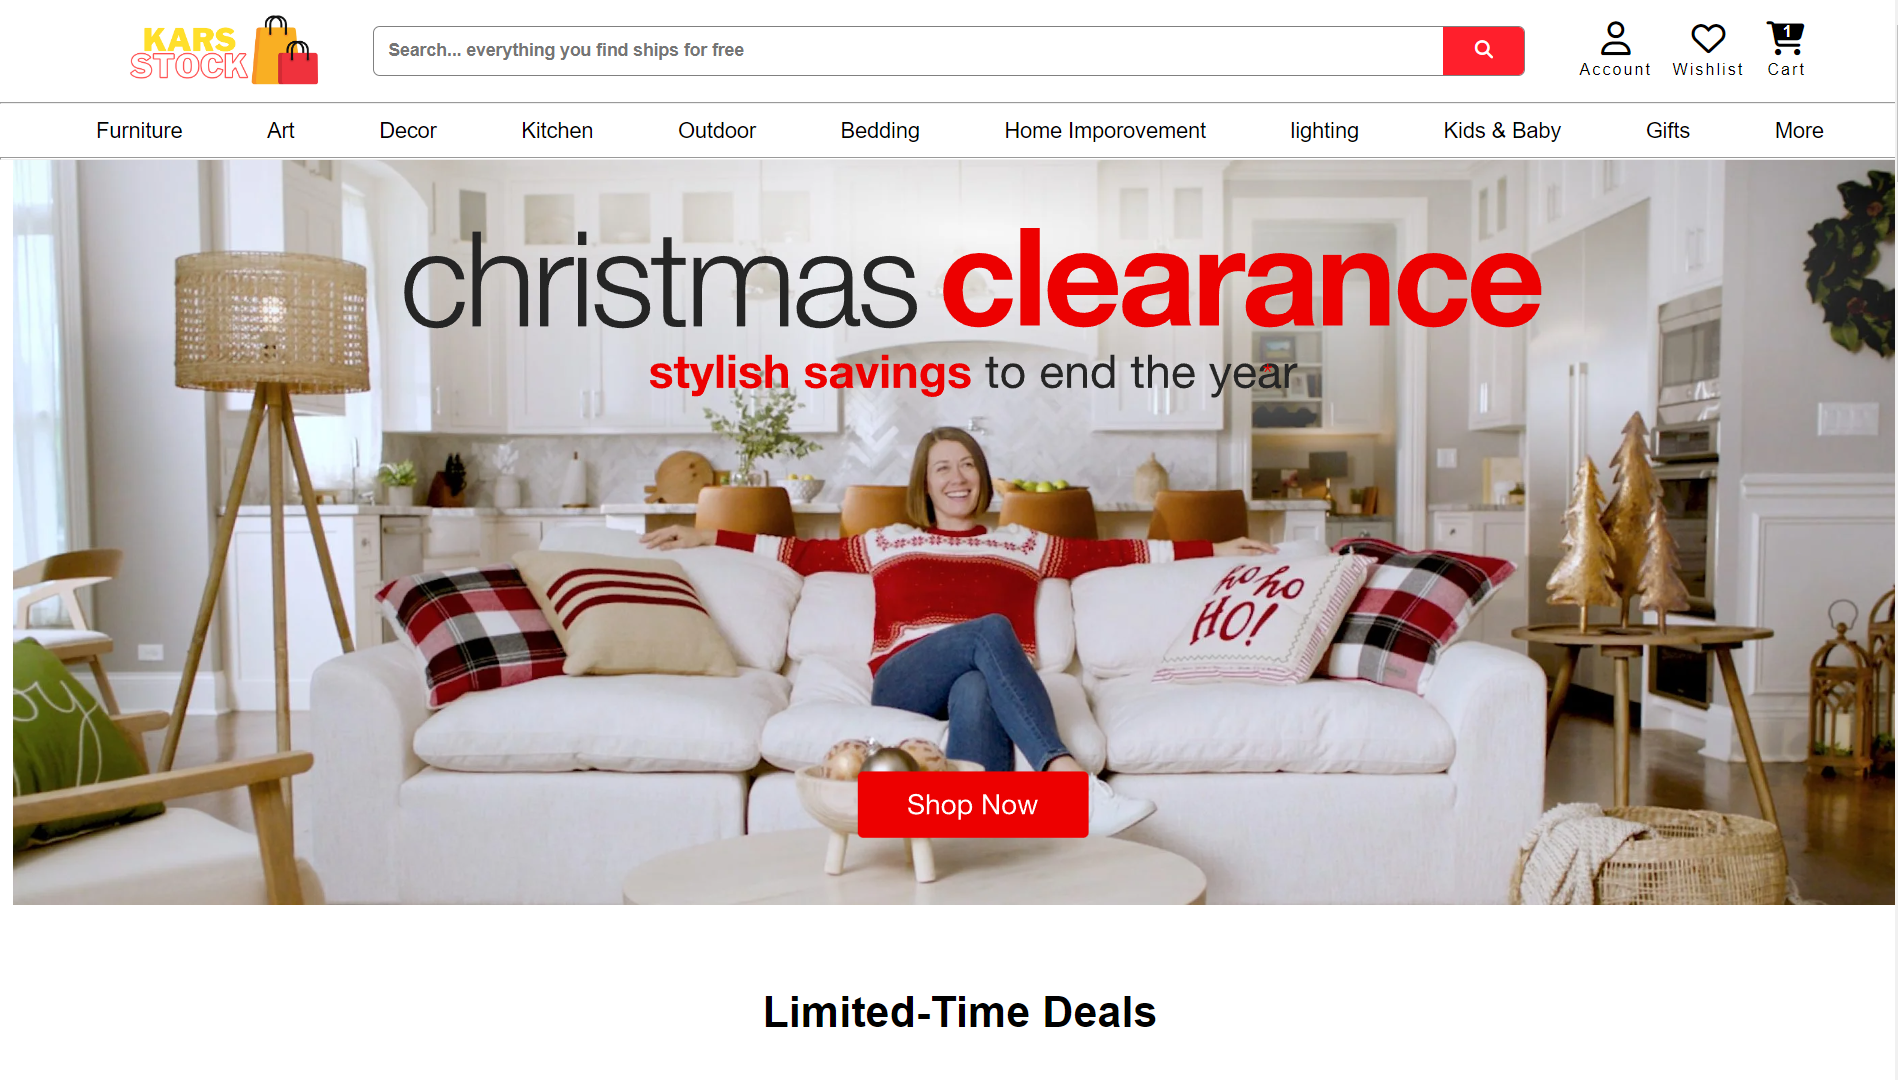 KARS
STOCK
Search... everything you find ships for free
1
Account
Wishlist
Cart
Furniture
Art
Decor
Kitchen
Outdoor
Bedding
Home Imporovement
lighting
Kids & Baby
Gifts
More
christmas clearance
stylish savings to end the year
ho ho
HO!
oy
Shop Now
Limited-Time Deals